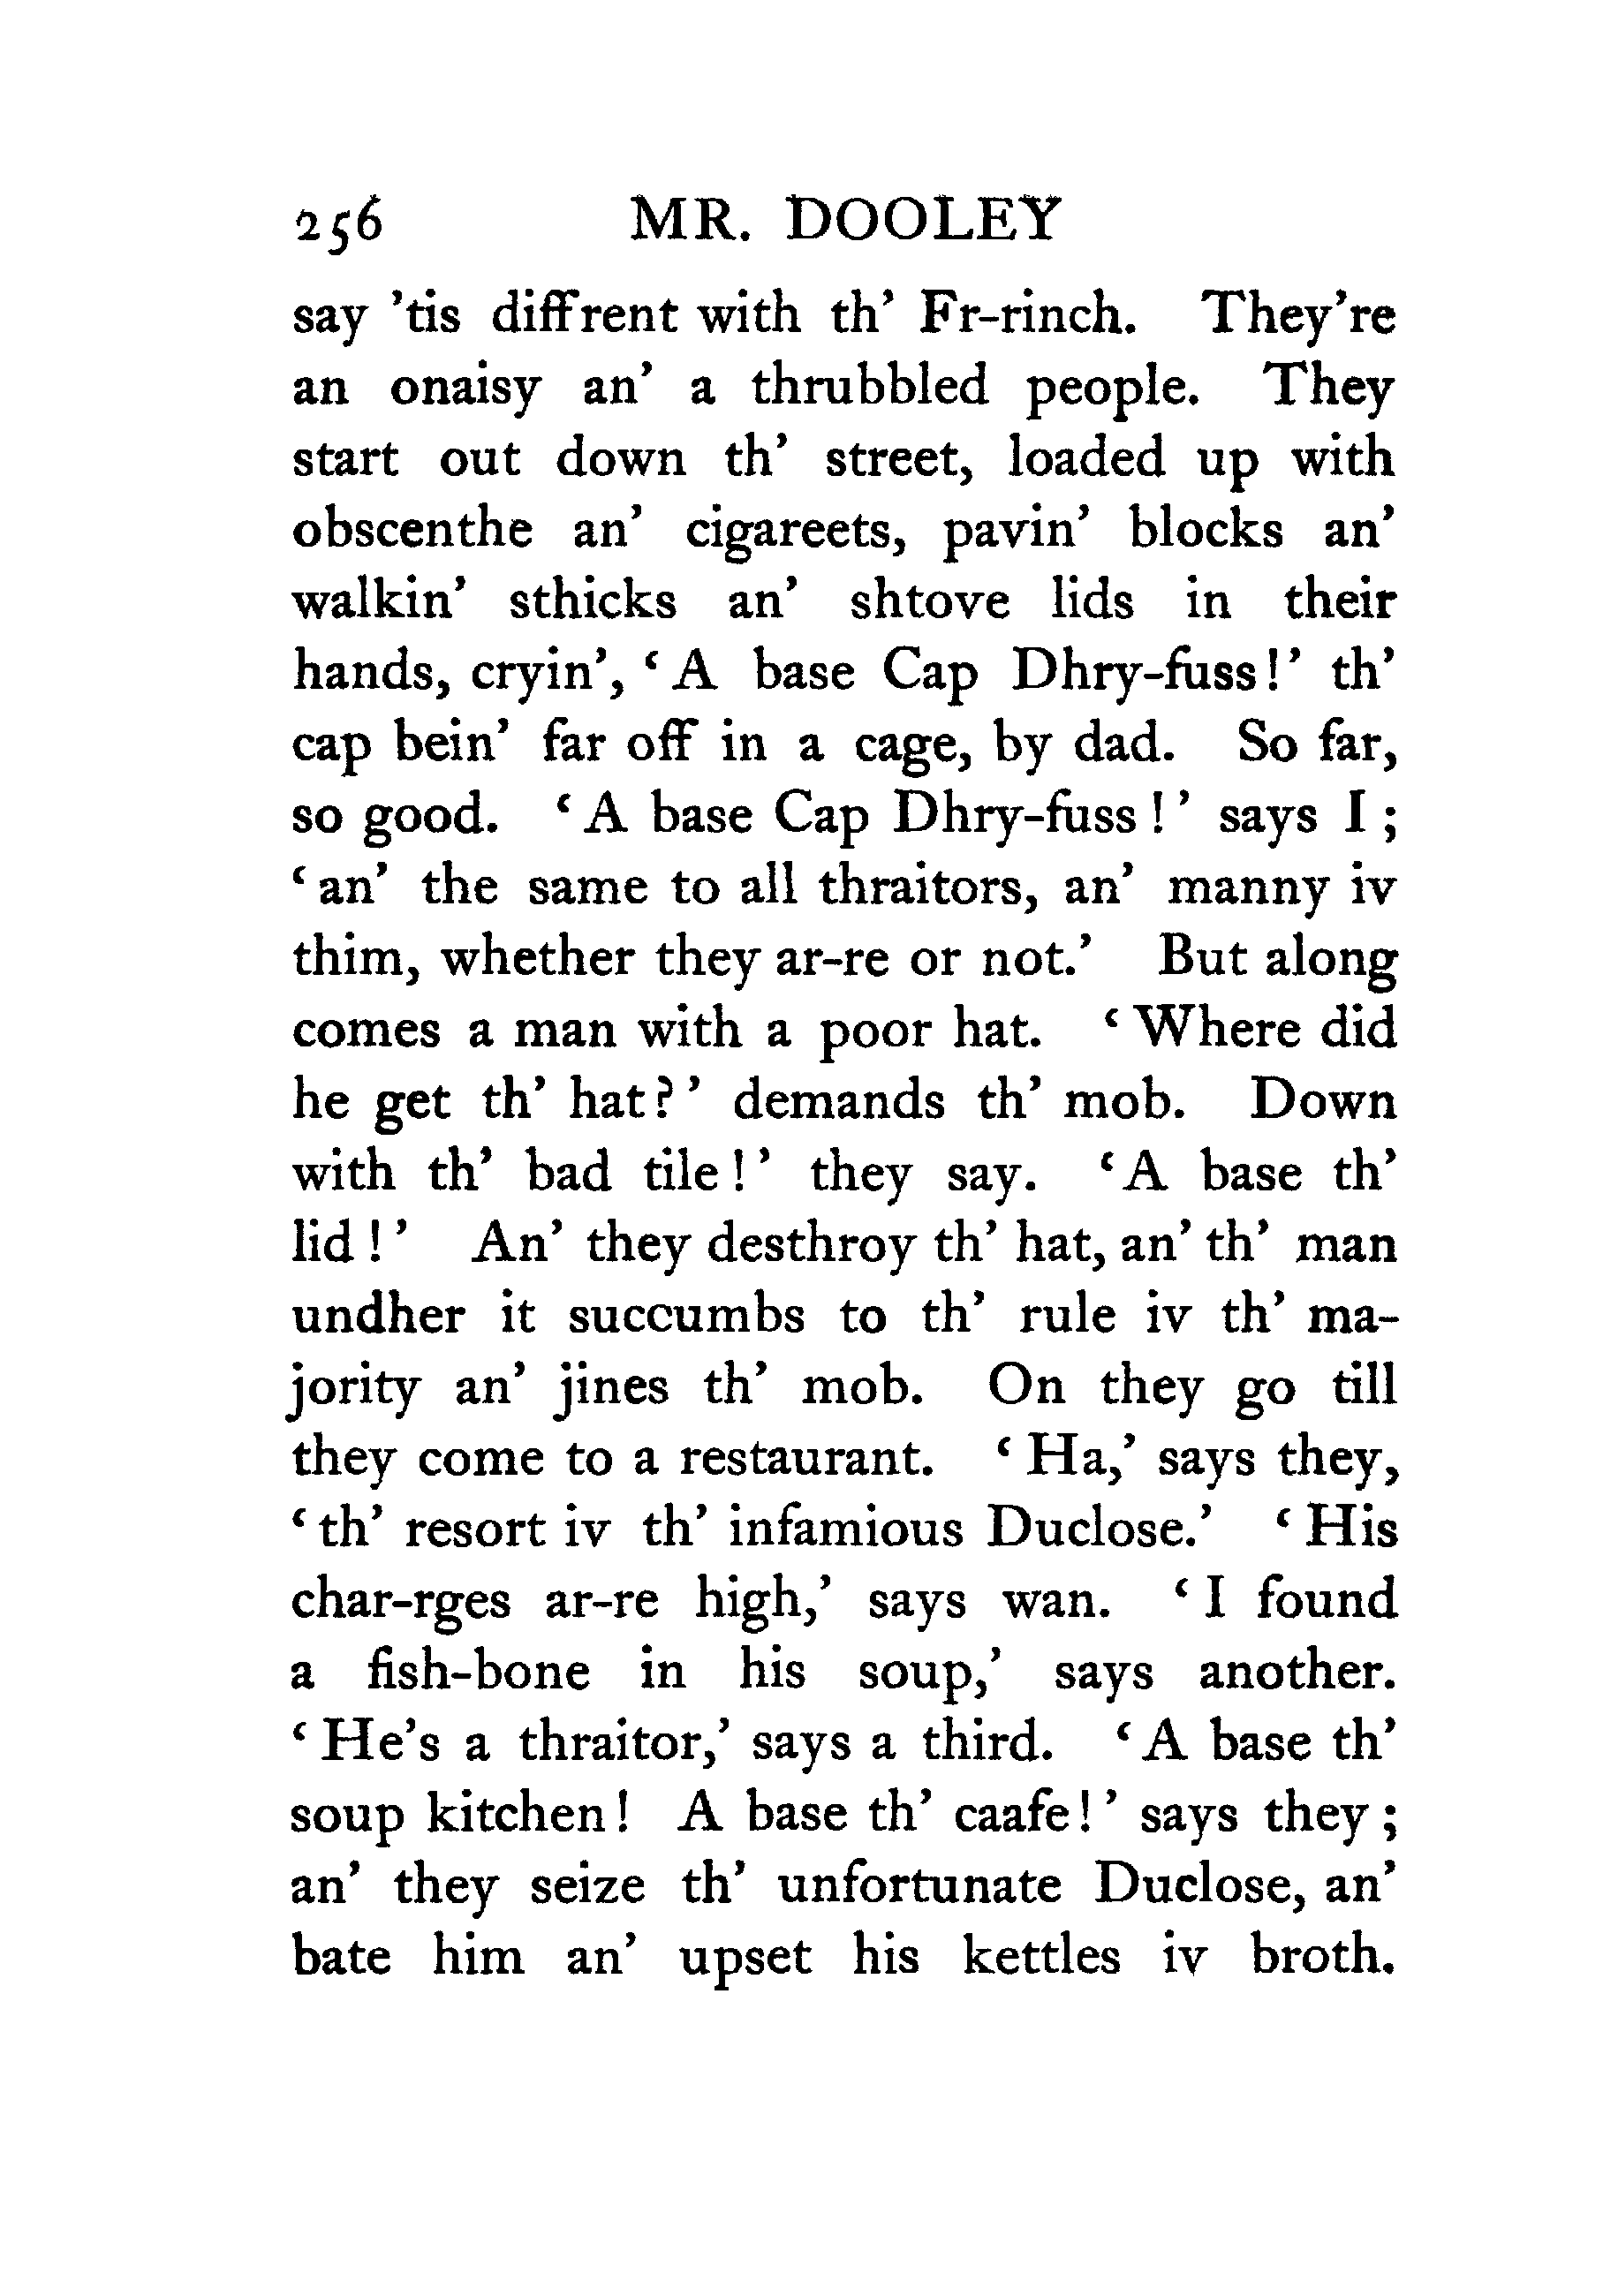 256 MR. DOOLEY
say ’tis diff’rent with th’ Fr-rinch. They’re
an onaisy an’ a thrubbled people. They
start out down th’ street, loaded up with
obscenthe an’ cigareets, pavin’ blocks an’
walkin’ sthicks an’ shtove lids in their
hands, cryin’, ‘A base Cap Dhry-fuss!’ th’
cap bein’ far off in a cage, by dad. So far,
so good. ‘A base Cap Dhry-fuss!’ says I;
‘an’ the same to all thraitors, an’ manny iv
thim, whether they ar-re or not.’ But along
comes a man with a poor hat. ‘Where did
he get th’ hat?’ demands th’ mob. Down
with th’ bad tile!’ they say. ‘A base th’
lid!’ An’ they desthroy th’ hat, an’ th’ man
undher it succumbs to th’ rule iv th’ ma-
jority an’ jines th’ mob. On they go till
they come to a restaurant. ‘Ha,’ says they,
‘th’ resort iv th’ infamious Duclose.’ ‘His
char-rges ar-re high,’ says wan. ‘I found
a fish-bone in his soup,’ says another.
‘He’s a thraitor,’ says a third. ‘A base th’
soup kitchen! A base th’ caafe!’ says they;
an’ they seize th’ unfortunate Duclose, an’
bate him an’ upset his kettles iv broth.